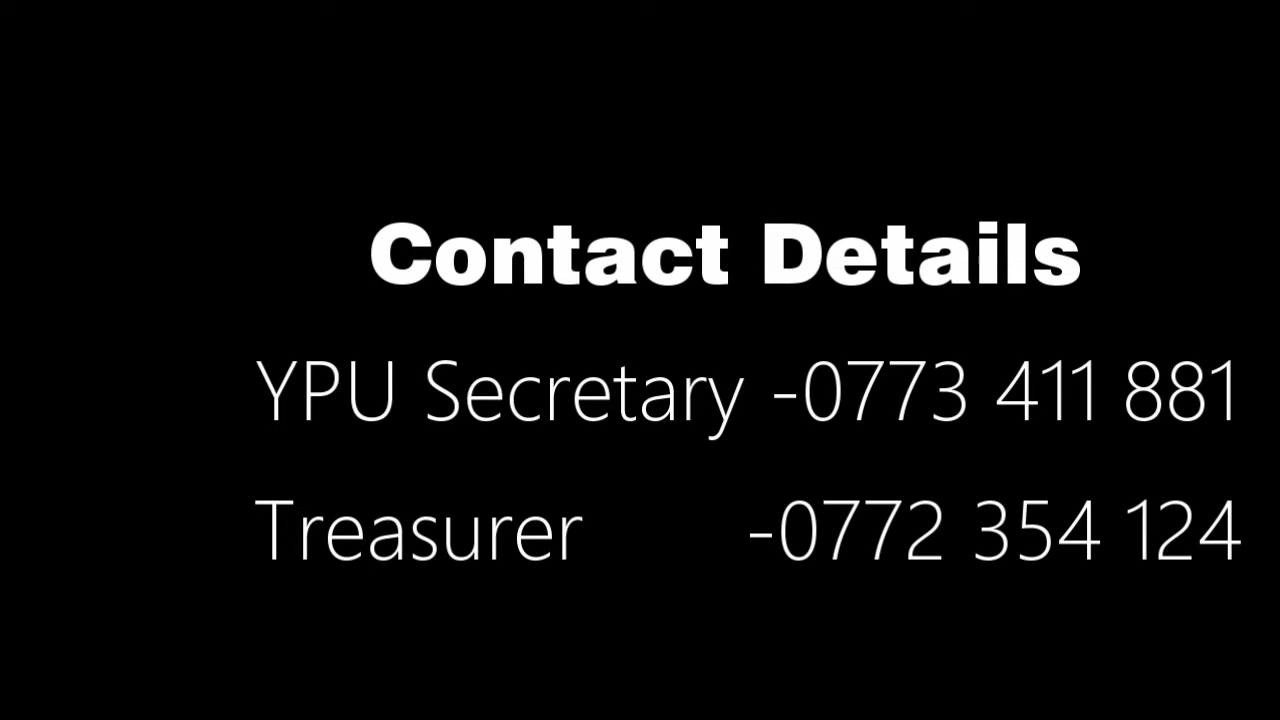 Contact Details
YPU Secretary -0773 411 881
Treasurer -0772 354 124